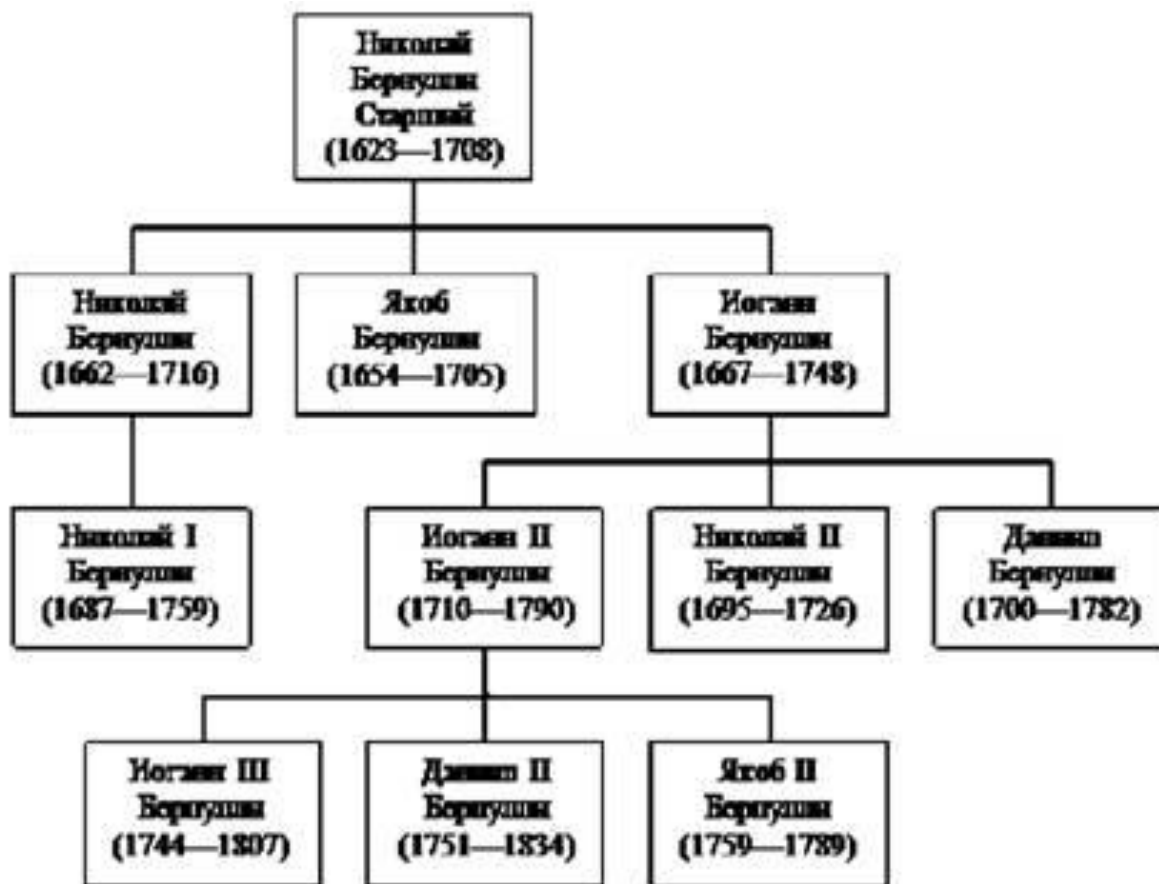 Николай
Бернулли
Старший
(1623—1708)
Николай
Бернулли
(1662—1716)
Якоб
Бернулли
(1654—1705)
Иоганн
Бернулли
(1667—1748)
Николай I
Бернулли
(1687—1759)
Иоганн II
Бернулли
(1710—1790)
Николай II
Бернулли
(1695—1726)
Даниил
Бернулли
(1700—1782)
Иоганн III
Бернулли
(1744—1807)
Даниил II
Бернулли
(1751—1834)
Якоб II
Бернулли
(1759—1789)